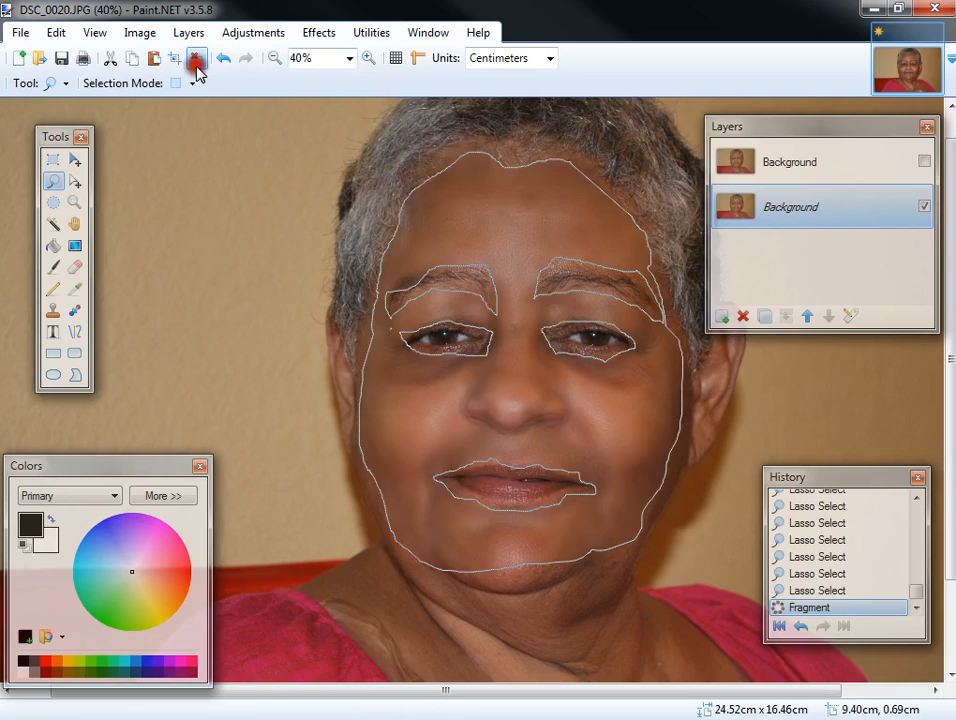 DSC_0020.JPG (40%) - Paint.NET v3.5.8
File Edit View Image Layers Adjustments Effects Utilities Window Help
40% Units: Centimeters
Tool: Selection Mode:
Tools
Layers
Background
Background
Colors
Primary More >>
History
Lasso Select
Lasso Select
Lasso Select
Lasso Select
Lasso Select
Lasso Select
Lasso Select
Fragment
24.52cm x 16.46cm 9.40cm, 0.69cm